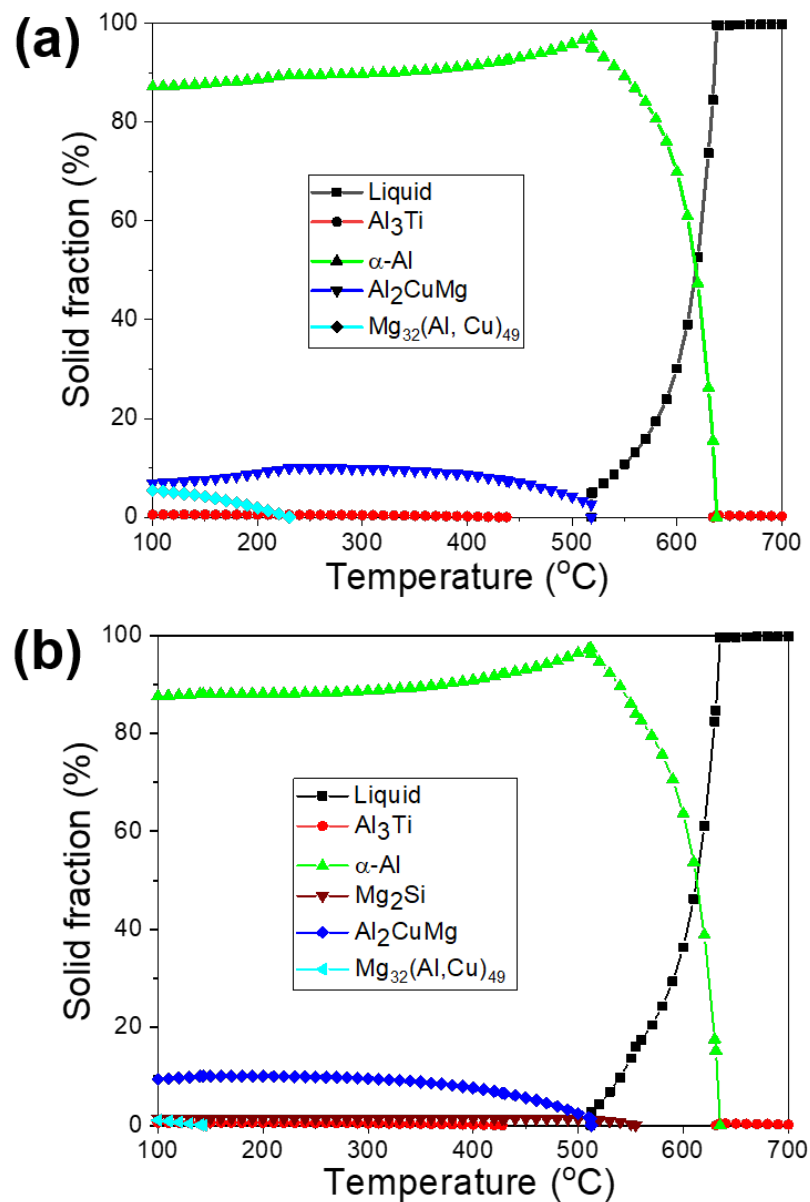 (a)
Solid fraction (%)
100
80
60
40
20
0
Liquid
Al₃Ti
α-Al
Al₂CuMg
Mg₃₂(Al, Cu)₄₉
100 200 300 400 500 600 700
Temperature (°C)
(b)
Solid fraction (%)
100
80
60
40
20
0
Liquid
Al₃Ti
α-Al
Mg₂Si
Al₂CuMg
Mg₃₂(Al,Cu)₄₉
100 200 300 400 500 600 700
Temperature (°C)